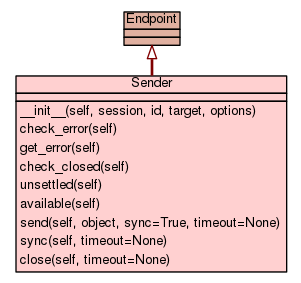 Endpoint
Sender
__init__(self, session, id, target, options)
check_error(self)
get_error(self)
check_closed(self)
unsettled(self)
available(self)
send(self, object, sync=True, timeout=None)
sync(self, timeout=None)
close(self, timeout=None)